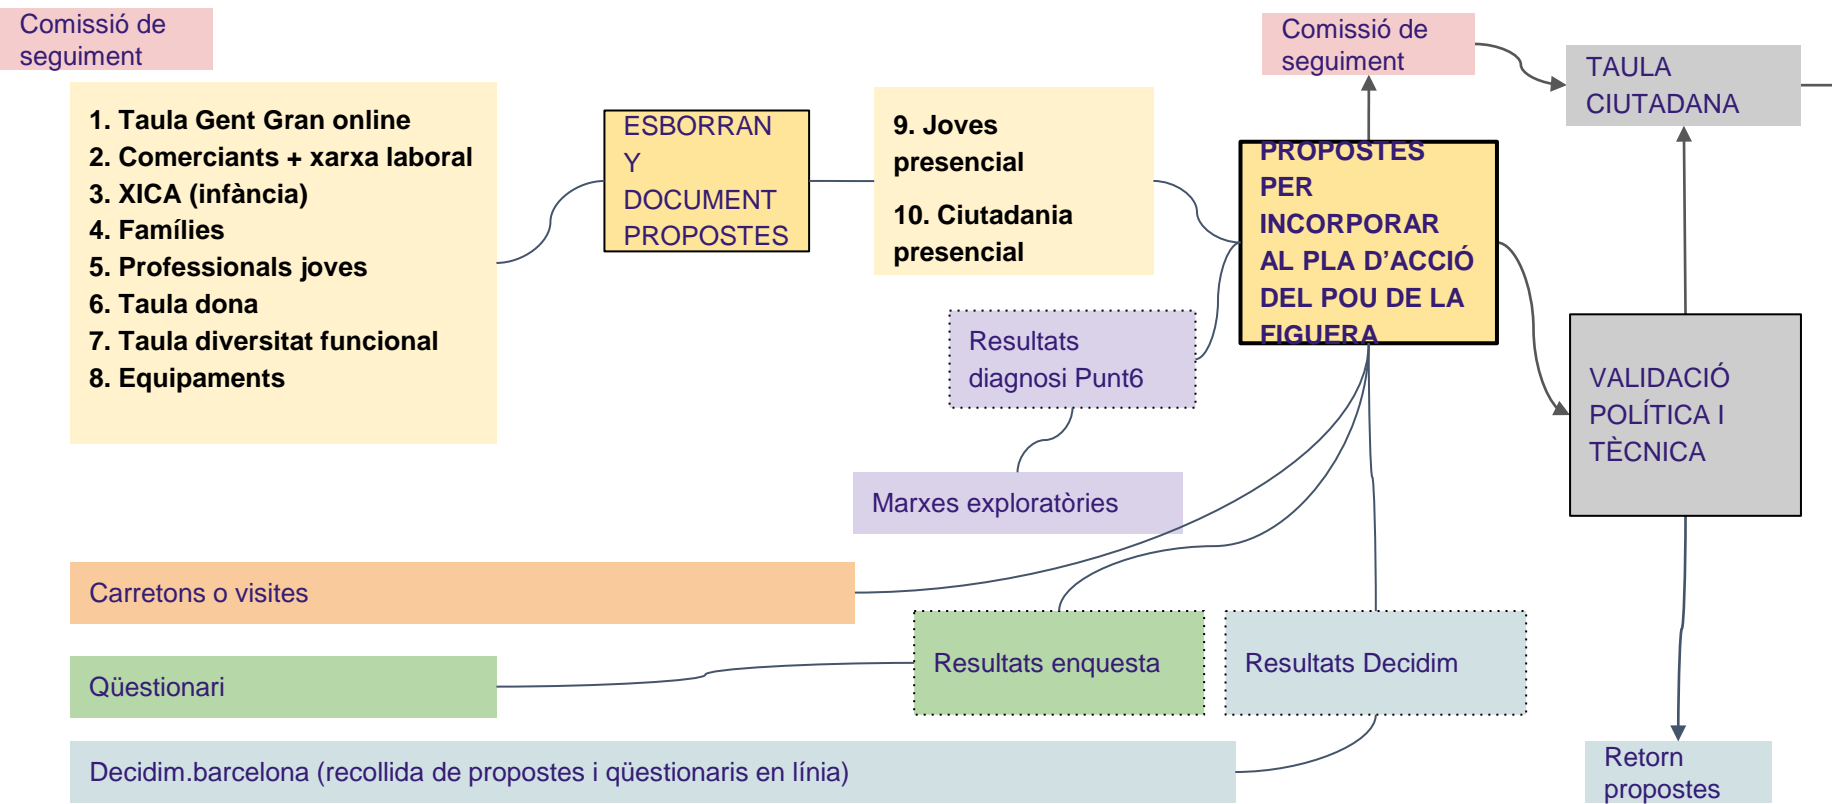 Comissió de
seguiment
1. Taula Gent Gran online
2. Comerciants + xarxa laboral
3. XICA (infància)
4. Famílies
5. Professionals joves
6. Taula dona
7. Taula diversitat funcional
8. Equipaments
ESBORRAN
Y
DOCUMENT
PROPOSTES
9. Joves
presencial
10. Ciutadania
presencial
Comissió de
seguiment
PROPOSTES
PER
INCORPORAR
AL PLA D'ACCIÓ
DEL POU DE LA
FIGUERA
TAULA
CIUTADANA
Resultats
diagnosi Punt6
VALIDACIÓ
POLÍTICA I
TÈCNICA
Marxes exploratòries
Carretons o visites
Qüestionari
Resultats enquesta
Resultats Decidim
Decidim.barcelona (recollida de propostes i qüestionaris en línia)
Retorn
propostes